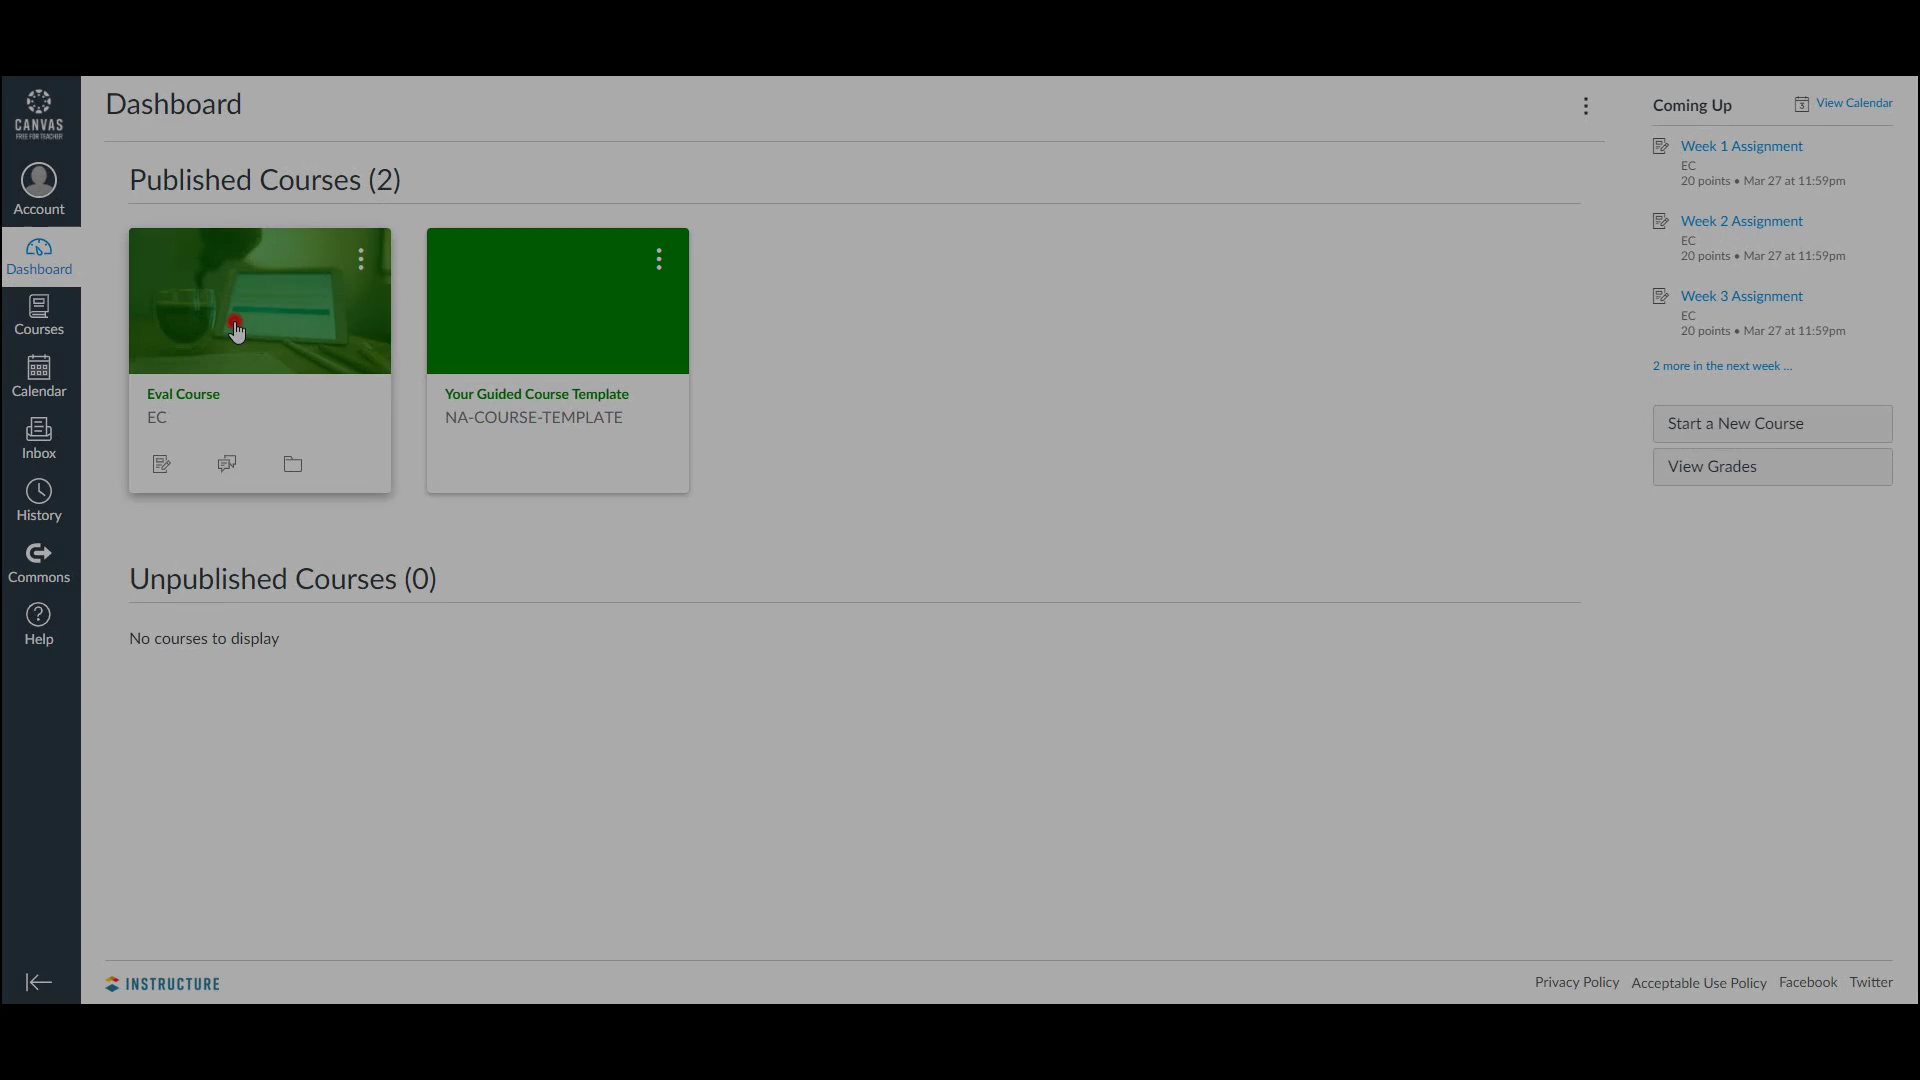 CANVAS
FREE FOR TEACHER
Account
Dashboard
Courses
Calendar
Inbox
History
Commons
Help
Dashboard
Published Courses (2)
Eval Course
EC
Your Guided Course Template
NA-COURSE-TEMPLATE
Unpublished Courses (0)
No courses to display
Coming Up
3
View Calendar
Week 1 Assignment
EC
20 points • Mar 27 at 11:59pm
Week 2 Assignment
EC
20 points • Mar 27 at 11:59pm
Week 3 Assignment
EC
20 points • Mar 27 at 11:59pm
2 more in the next week ...
Start a New Course
View Grades
INSTRUCTURE
Privacy Policy Acceptable Use Policy Facebook Twitter